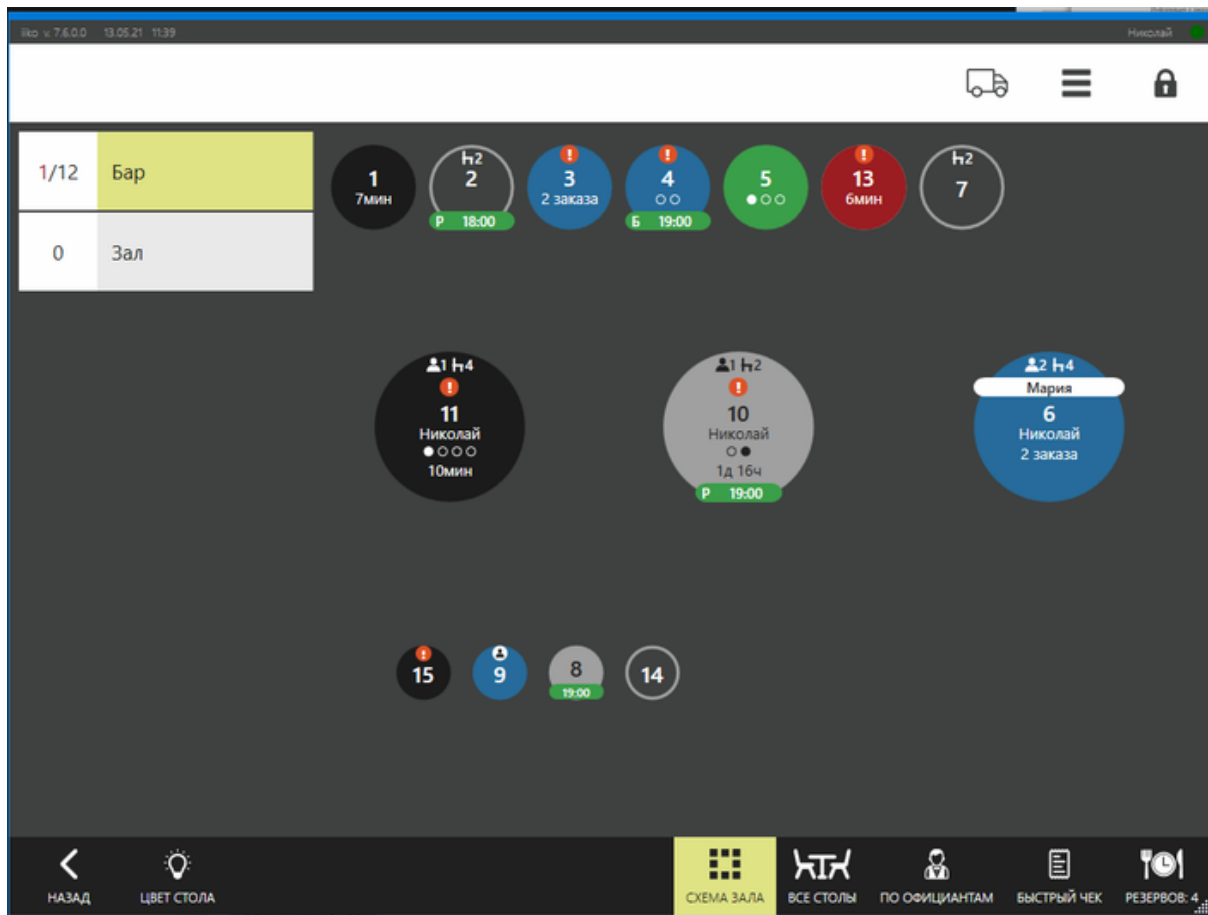 iiko v. 7.6.0.0 13.05.21 11:39 Николай
1/12 Бар
0 Зал
1
7мин
2
2
Р 18:00
!
3
2 заказа
!
4
Б 19:00
5
!
13
6мин
2
7
1 4
!
11
Николай
10мин
1 2
!
10
Николай
1д 16ч
Р 19:00
2 4
Мария
6
Николай
2 заказа
!
15
9
8
19:00
14
НАЗАД
ЦВЕТ СТОЛА
СХЕМА ЗАЛА
ВСЕ СТОЛЫ
ПО ОФИЦИАНТАМ
БЫСТРЫЙ ЧЕК
РЕЗЕРВОВ: 4